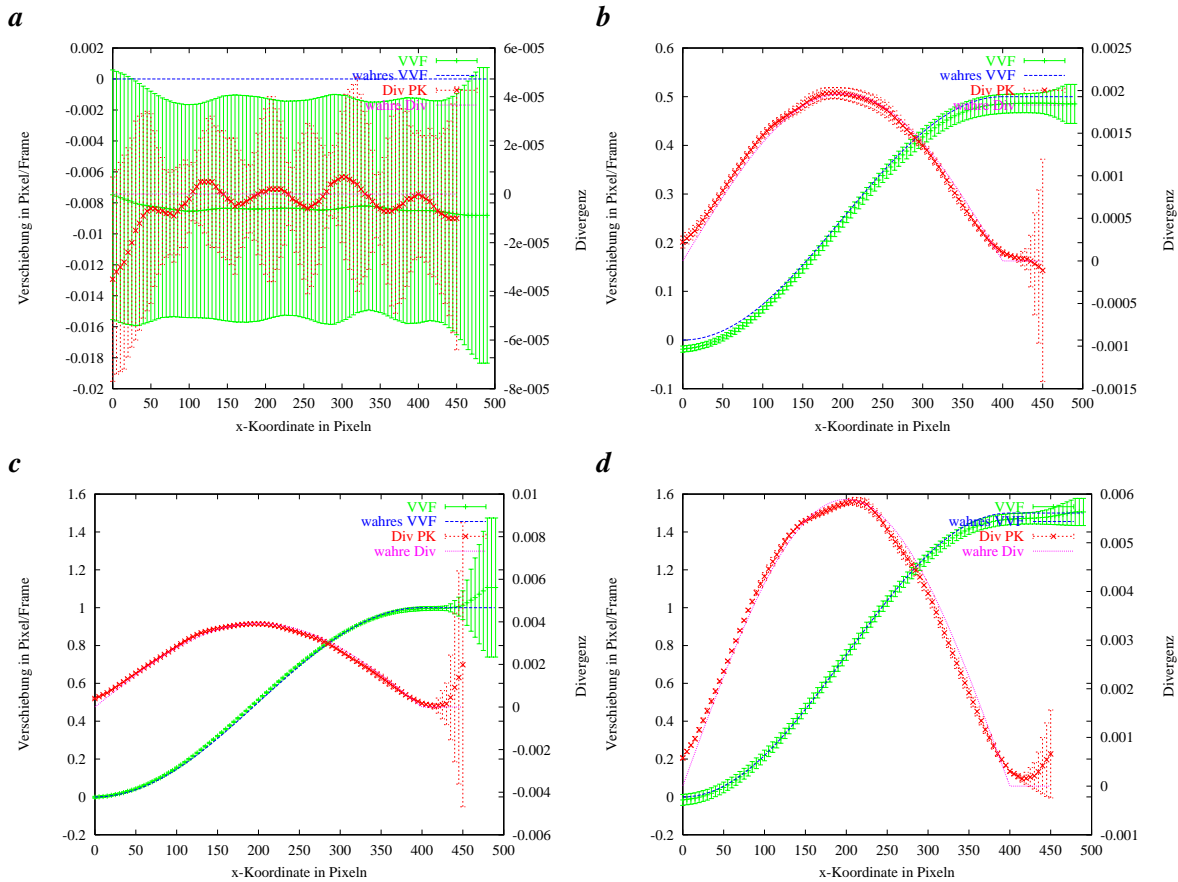 a
0.002
0
-0.002
-0.004
-0.006
-0.008
-0.01
-0.012
-0.014
-0.016
-0.018
-0.02
Verschiebung in Pixel/Frame
6e-005
4e-005
2e-005
0
-2e-005
-4e-005
-6e-005
-8e-005
Divergenz
VVF
wahres VVF
Div PK
wahre Div
0 50 100 150 200 250 300 350 400 450 500
x-Koordinate in Pixeln
b
0.6
0.5
0.4
0.3
0.2
0.1
0
-0.1
Verschiebung in Pixel/Frame
0.0025
0.002
0.0015
0.001
0.0005
0
-0.0005
-0.001
-0.0015
Divergenz
VVF
wahres VVF
Div PK
wahre Div
0 50 100 150 200 250 300 350 400 450 500
x-Koordinate in Pixeln
c
1.6
1.4
1.2
1
0.8
0.6
0.4
0.2
0
-0.2
Verschiebung in Pixel/Frame
0.01
0.008
0.006
0.004
0.002
0
-0.002
-0.004
-0.006
Divergenz
VVF
wahres VVF
Div PK
wahre Div
0 50 100 150 200 250 300 350 400 450 500
x-Koordinate in Pixeln
d
1.6
1.4
1.2
1
0.8
0.6
0.4
0.2
0
-0.2
Verschiebung in Pixel/Frame
0.006
0.005
0.004
0.003
0.002
0.001
0
-0.001
Divergenz
VVF
wahres VVF
Div PK
wahre Div
0 50 100 150 200 250 300 350 400 450 500
x-Koordinate in Pixeln